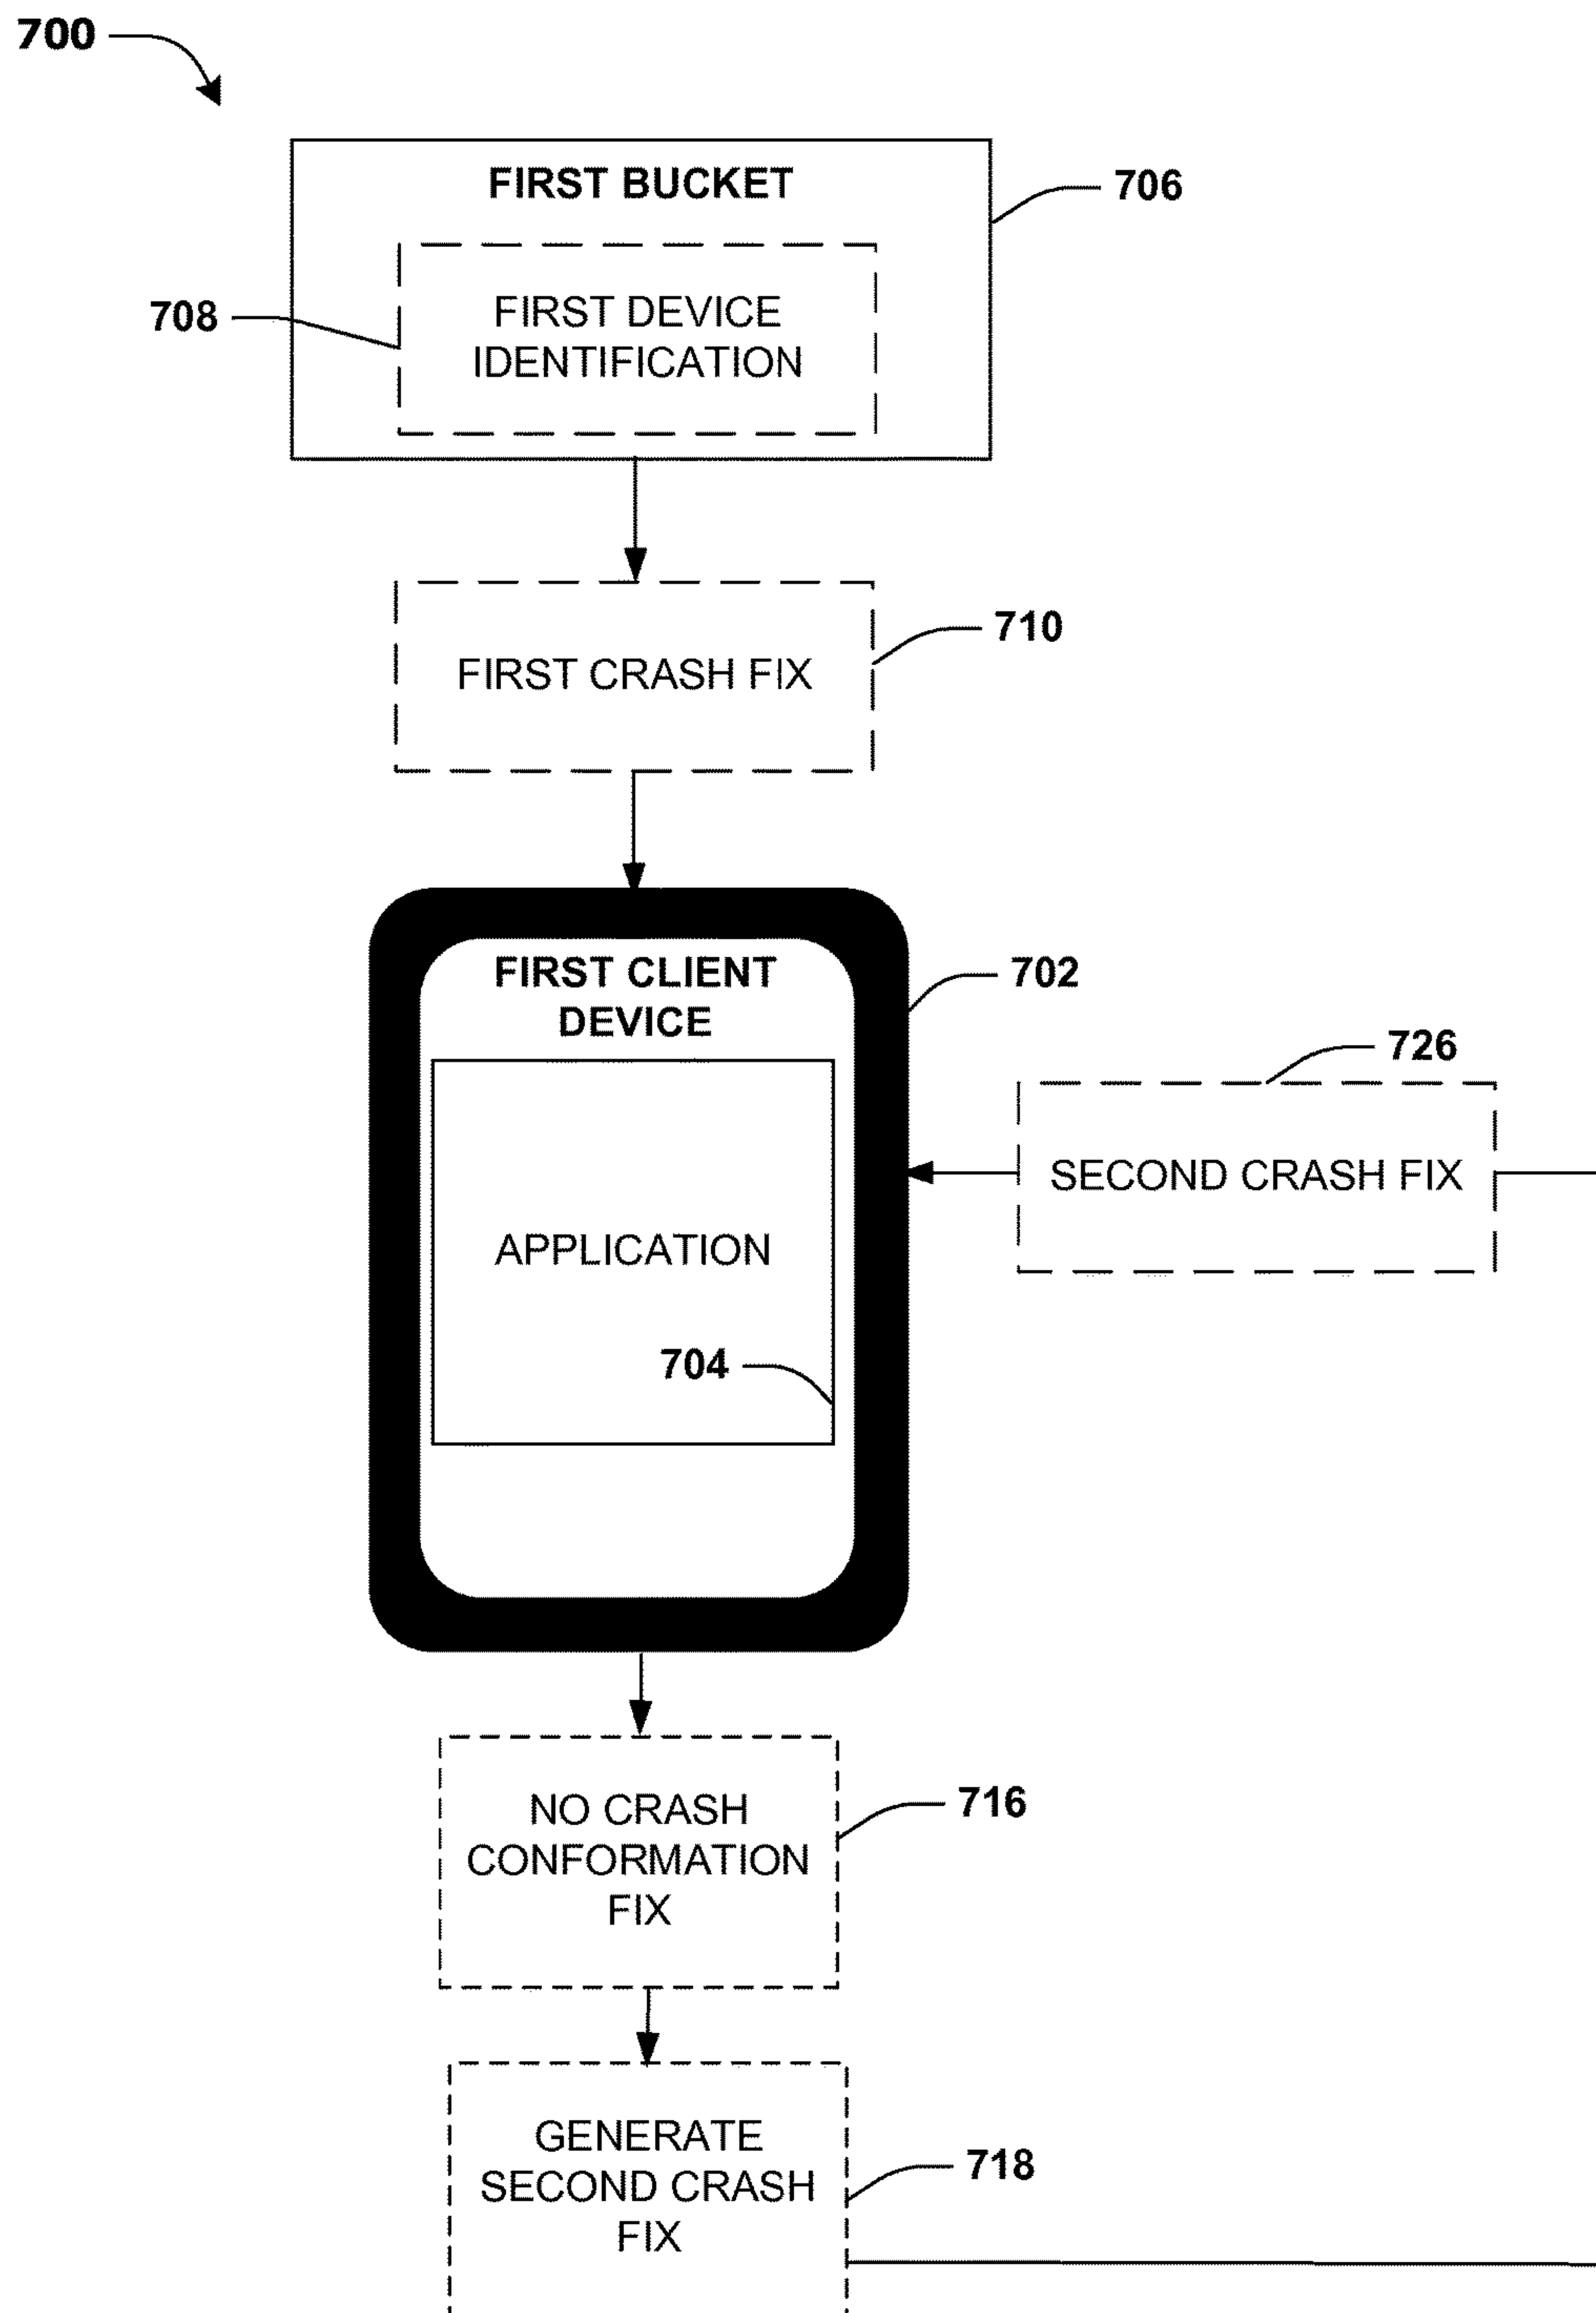 700
FIRST BUCKET
706
708
FIRST DEVICE
IDENTIFICATION
710
FIRST CRASH FIX
FIRST CLIENT
DEVICE
702
726
SECOND CRASH FIX
APPLICATION
704
NO CRASH
CONFORMATION
FIX
716
GENERATE
SECOND CRASH
FIX
718